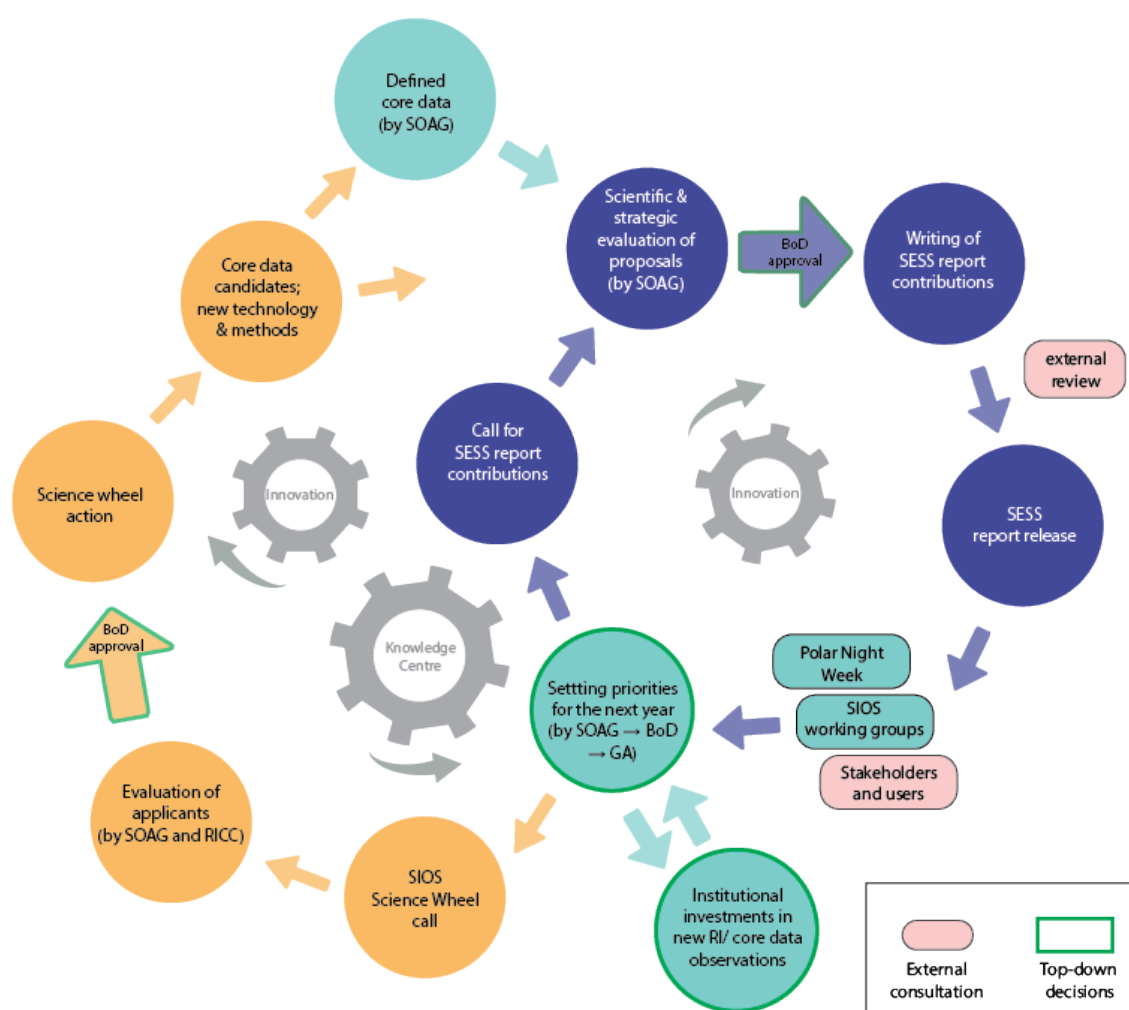 Defined
core data
(by SOAG)
Scientific &
strategic
evaluation of
proposals
(by SOAG)
BoD
approval
Writing of
SESS report
contributions
Core data
candidates;
new technology
& methods
external
review
Call for
SESS report
contributions
Innovation
Innovation
Science wheel
action
SESS
report release
BoD
approval
Knowledge
Centre
Settting priorities
for the next year
(by SOAG → BoD
→ GA)
Polar Night
Week
SIOS
working groups
Stakeholders
and users
Evaluation of
applicants
(by SOAG and RICC)
SIOS
Science Wheel
call
Institutional
investments in
new RI/ core data
observations
External
consultation
Top-down
decisions